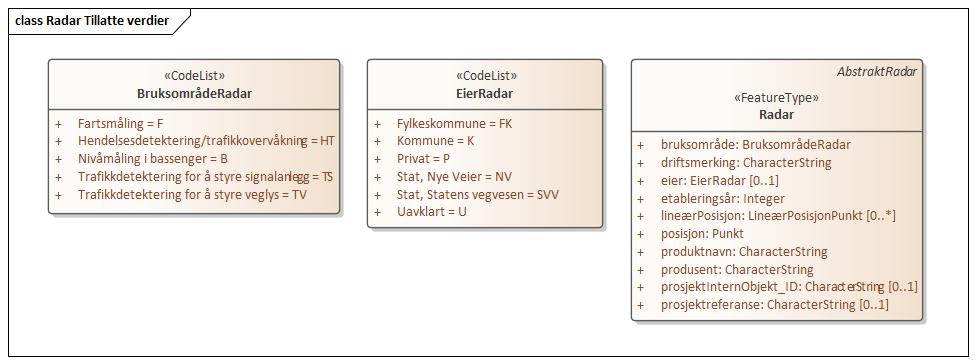 class Radar Tillatte verdier
«CodeList»
BruksområdeRadar
+ Fartsmåling = F
+ Hendelsesdetektering/trafikkovervåkning = HT
+ Nivåmåling i bassenger = B
+ Trafikkdetektering for å styre signalanlegg = TS
+ Trafikkdetektering for å styre veglys = TV
«CodeList»
EierRadar
+ Fylkeskommune = FK
+ Kommune = K
+ Privat = P
+ Stat, Nye Veier = NV
+ Stat, Statens vegvesen = SVV
+ Uavklart = U
AbstraktRadar
«FeatureType»
Radar
+ bruksområde: BruksområdeRadar
+ driftsmerking: CharacterString
+ eier: EierRadar [0..1]
+ etableringsår: Integer
+ lineærPosisjon: LineærPosisjonPunkt [0..*]
+ posisjon: Punkt
+ produktnavn: CharacterString
+ produsent: CharacterString
+ prosjektInternObjekt_ID: CharacterString [0..1]
+ prosjektreferanse: CharacterString [0..1]